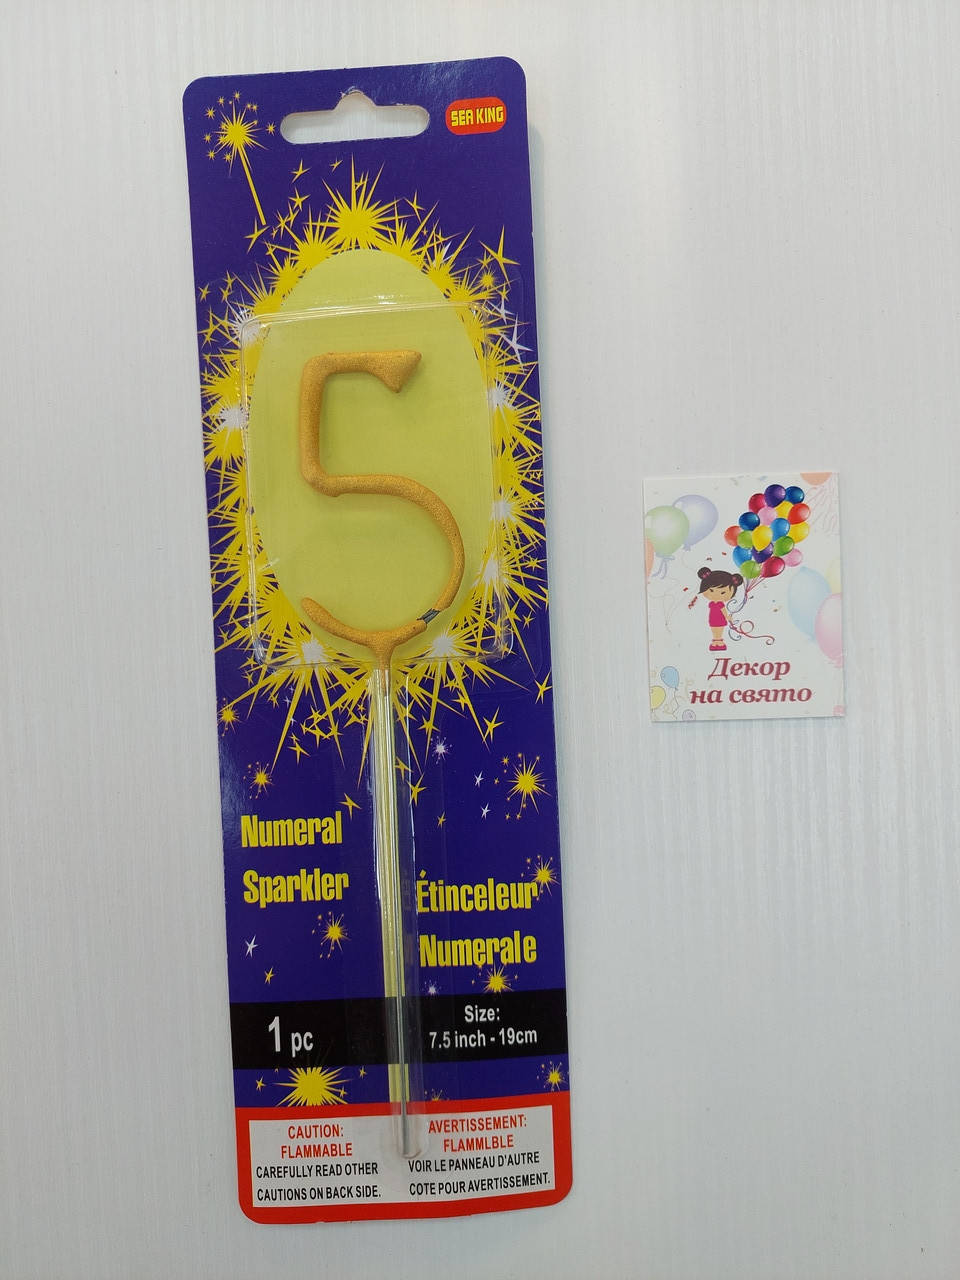 SEA KING
5
Numeral
Sparkler
Étinceleur
Numerale
1 pc
Size:
7.5 inch - 19cm
CAUTION:
FLAMMABLE
CAREFULLY READ OTHER
CAUTIONS ON BACK SIDE.
AVERTISSEMENT:
FLAMMLBLE
VOIR LE PANNEAU D'AUTRE
COTE POUR AVERTISSEMENT.
Декор
на свято